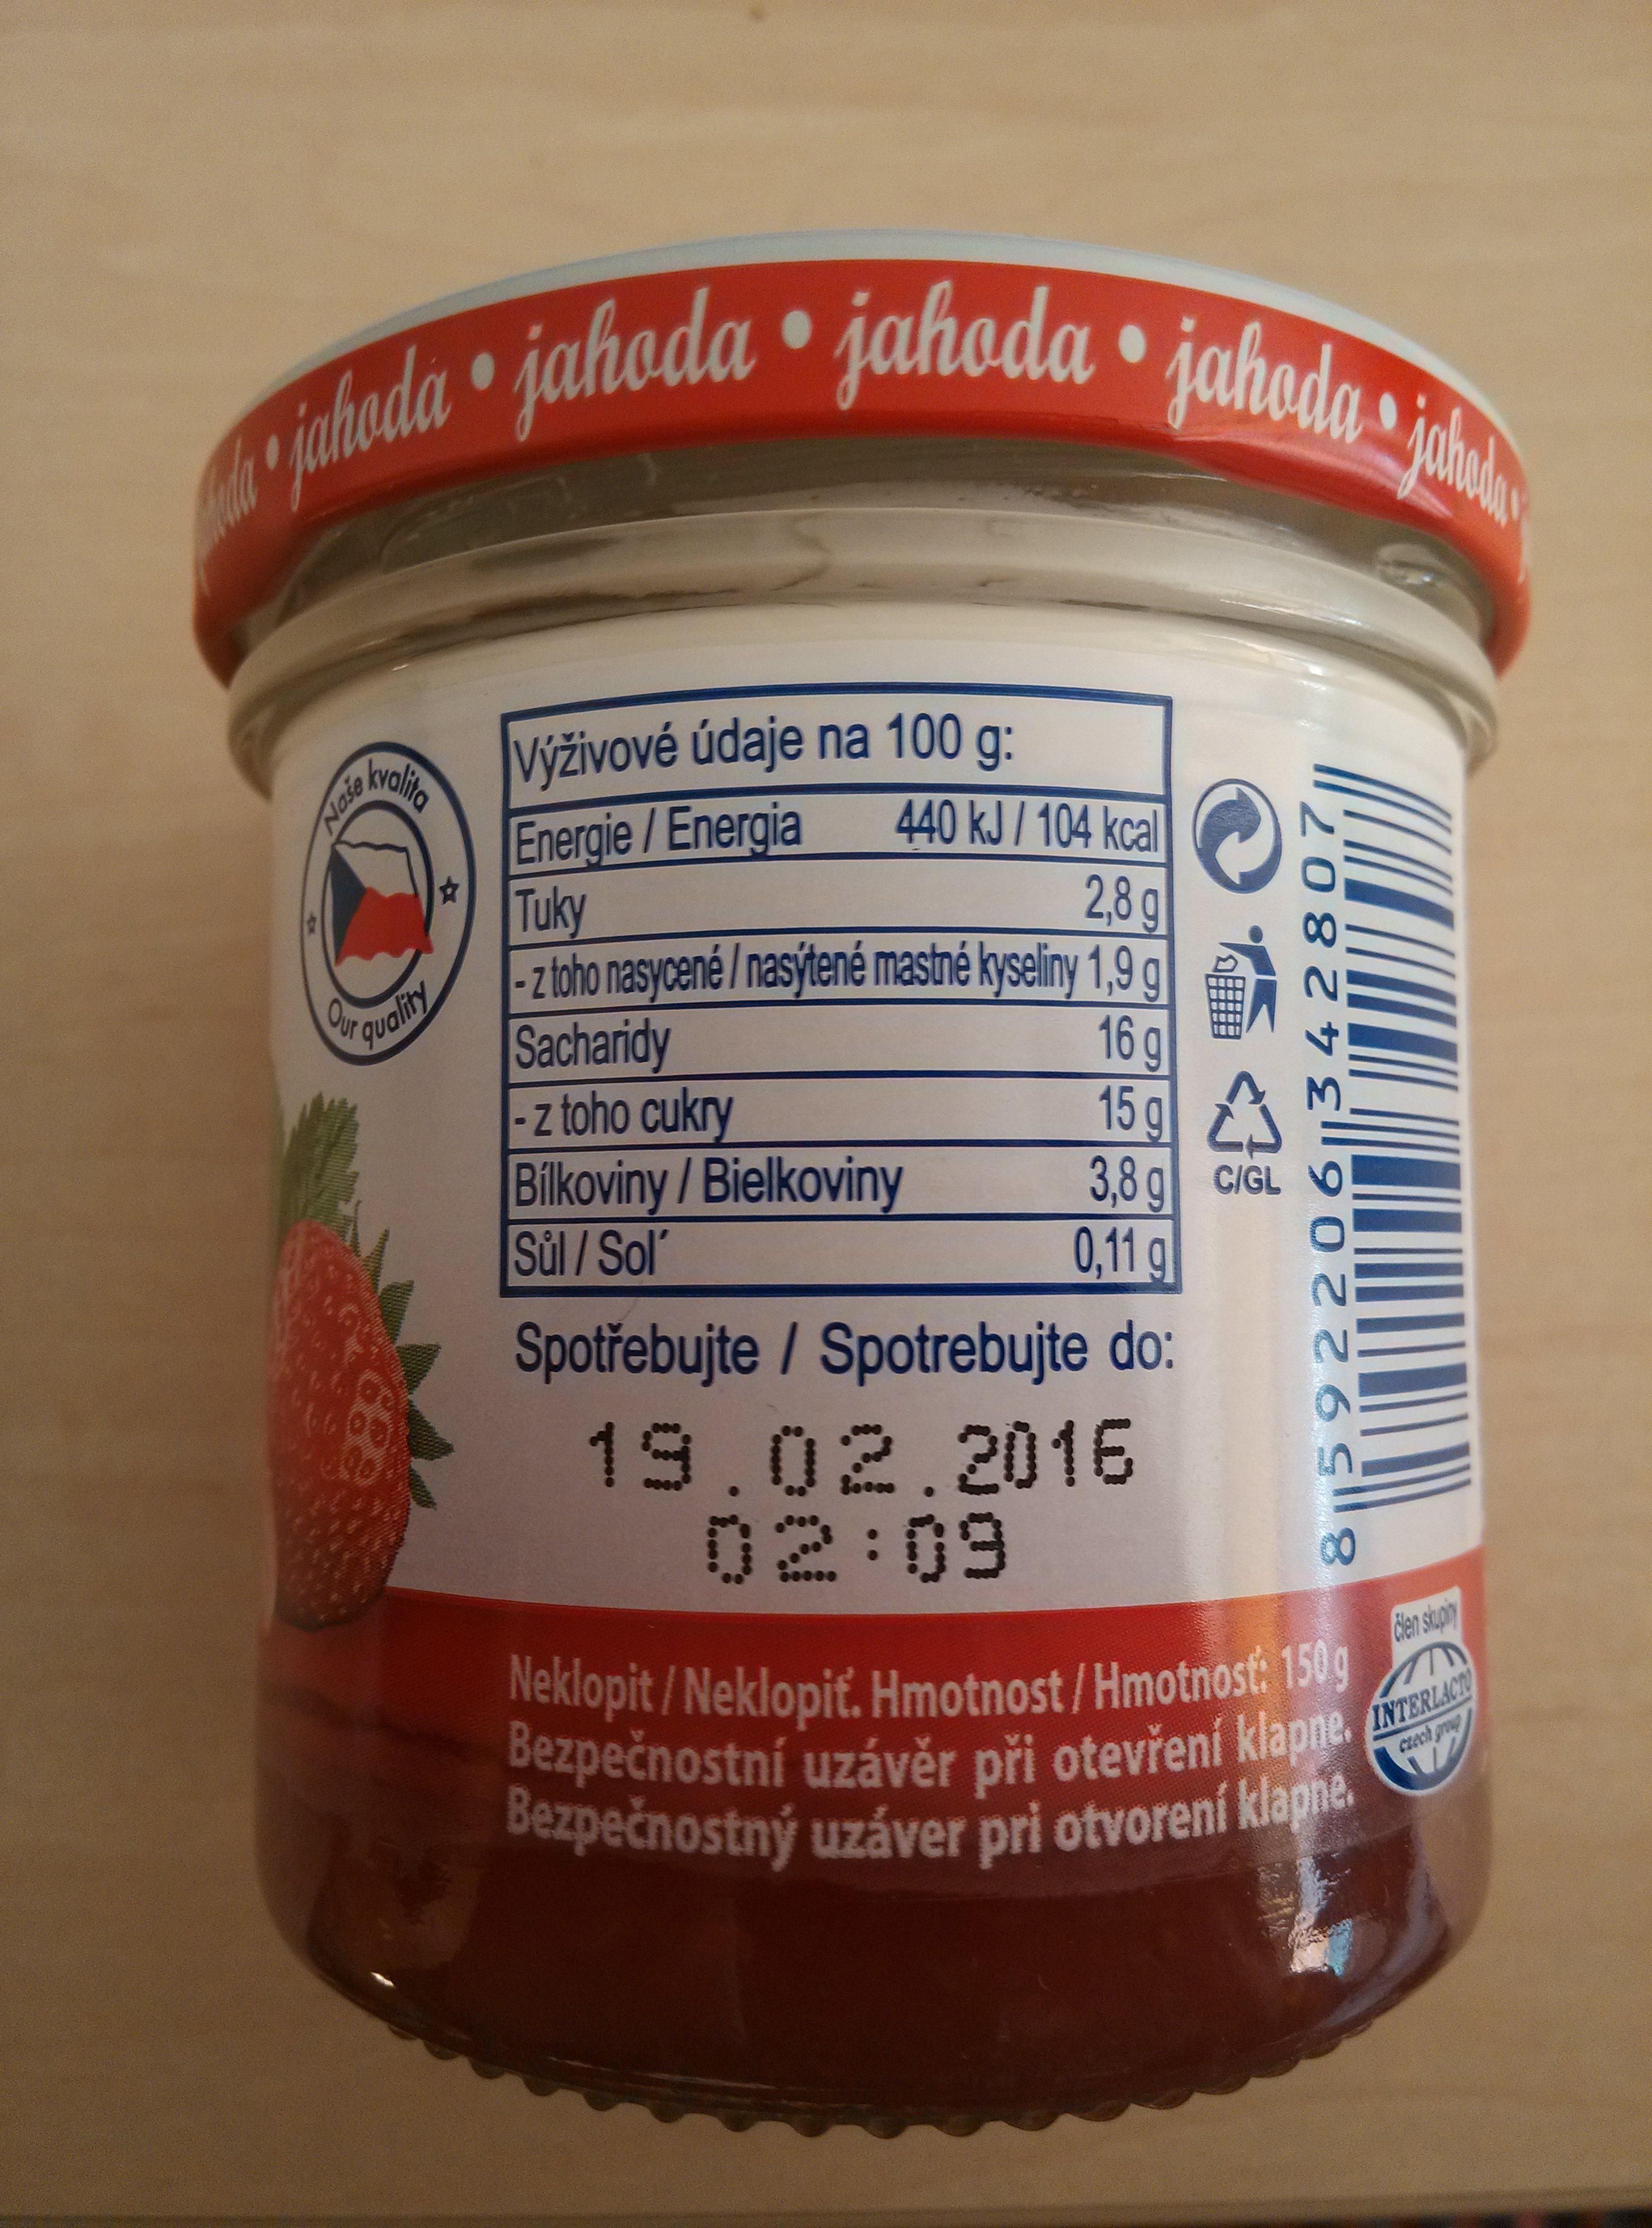 jahoda • jahoda • jahoda • jahoda • jahoda •
Naše kvalita
Our quality
Výživové údaje na 100 g:
Energie / Energia 440 kJ / 104 kcal
Tuky 2,8 g
- z toho nasycené / nasýtené mastné kyseliny 1,9 g
Sacharidy 16 g
- z toho cukry 15 g
Bílkoviny / Bielkoviny 3,8 g
Sůl / Sol´ 0,11 g
C/GL
8 592206 342807
Spotřebujte / Spotrebujte do:
19.02.2016
02:09
Neklopit / Neklopiť. Hmotnost / Hmotnosť: 150 g
Bezpečnostní uzávěr při otevření klapne.
Bezpečnostný uzáver pri otvorení klapne.
člen skupiny
INTERLACTO
czech group